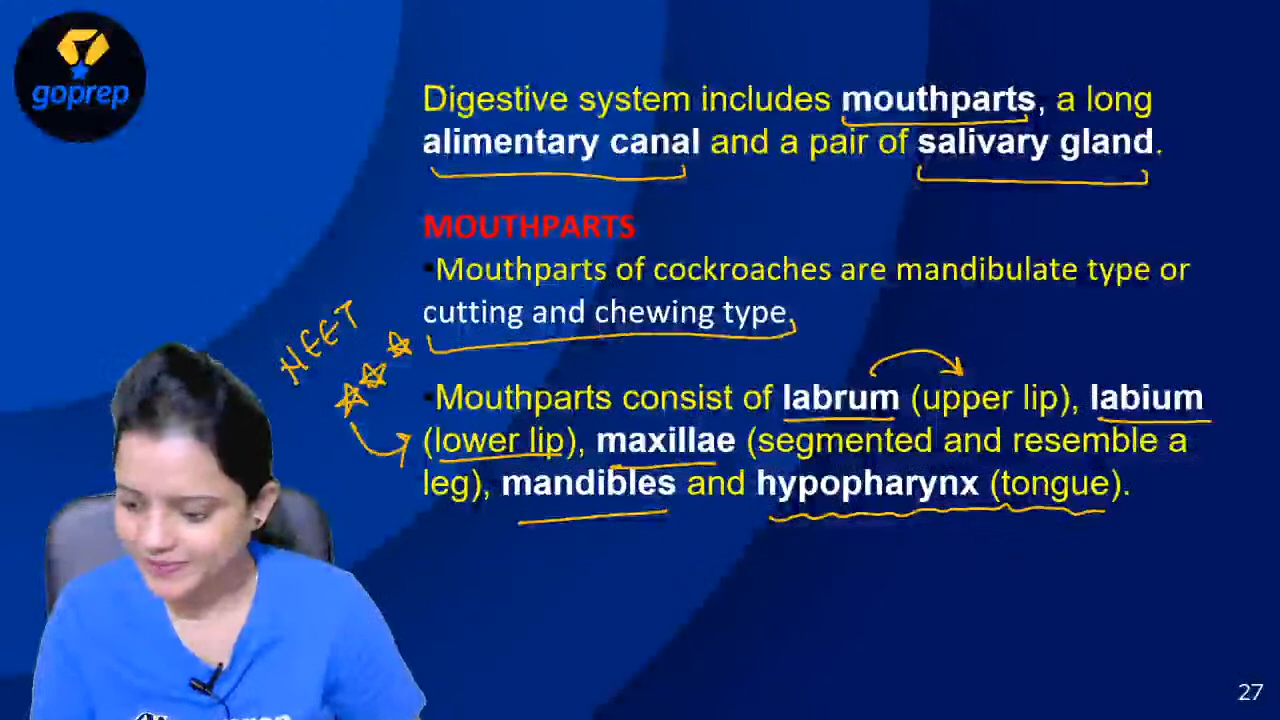 goprep
Digestive system includes mouthparts, a long
alimentary canal and a pair of salivary gland.
MOUTHPARTS
•Mouthparts of cockroaches are mandibulate type or
cutting and chewing type.
NEET
•Mouthparts consist of labrum (upper lip), labium
(lower lip), maxillae (segmented and resemble a
leg), mandibles and hypopharynx (tongue).
27